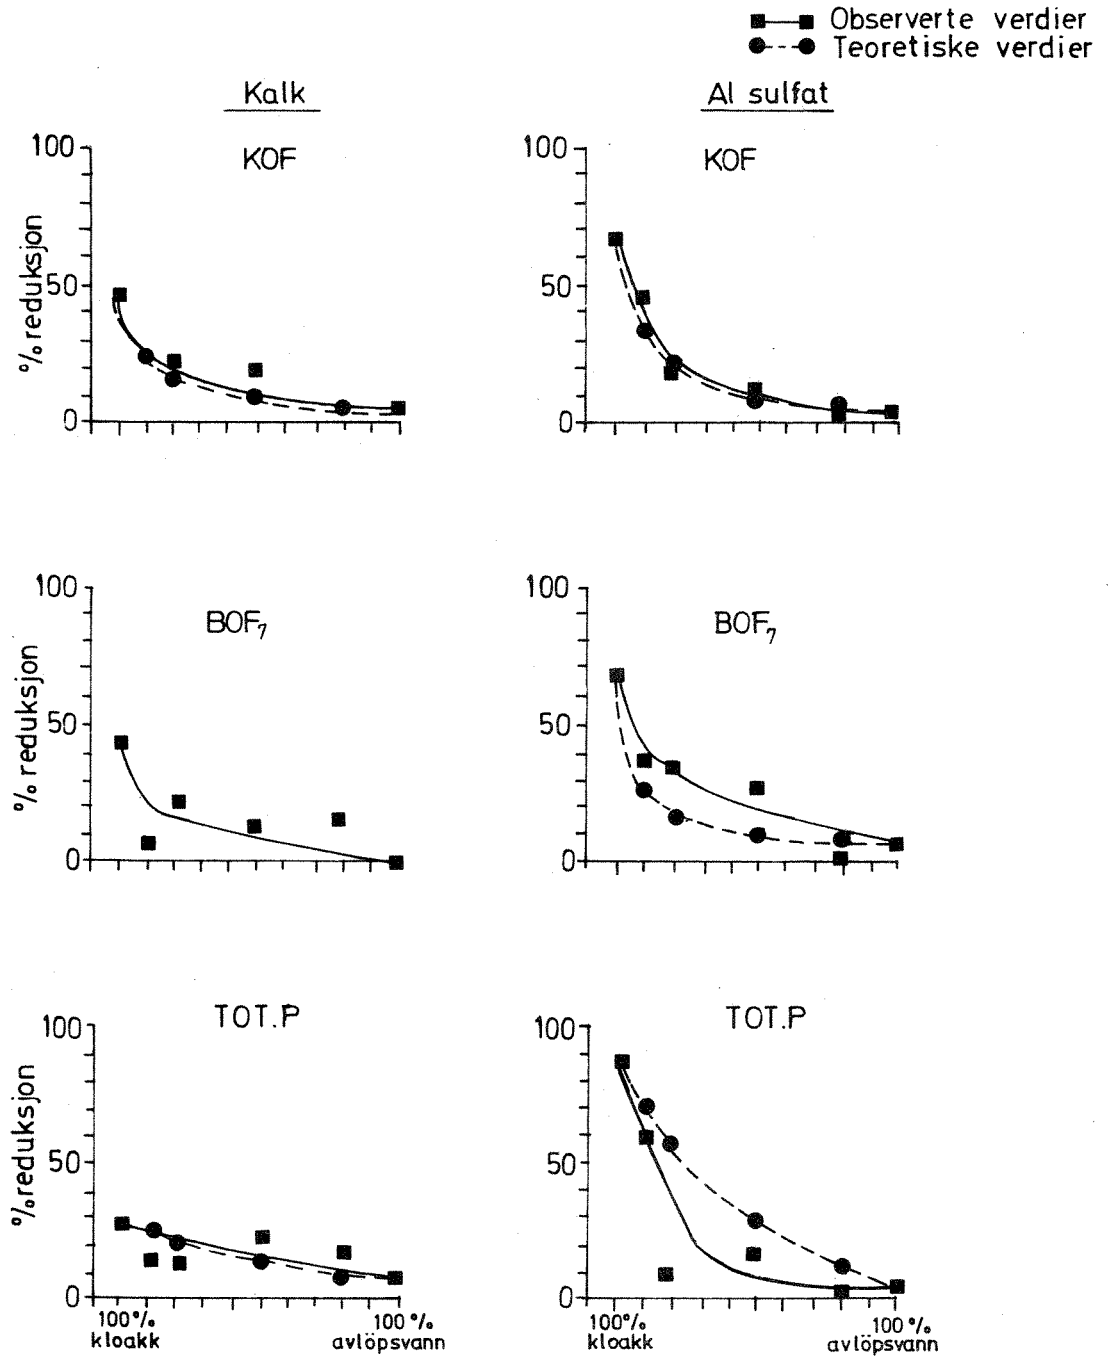 Observerte verdier
Teoretiske verdier
Kalk
Al sulfat
KOF
KOF
100
50
0
% reduksjon
100
50
0
BOF7
BOF7
100
50
0
% reduksjon
100
50
0
TOT.P
TOT.P
100
50
0
% reduksjon
100
50
0
100%
kloakk
100%
avlöpsvann
100%
kloakk
100%
avlöpsvann